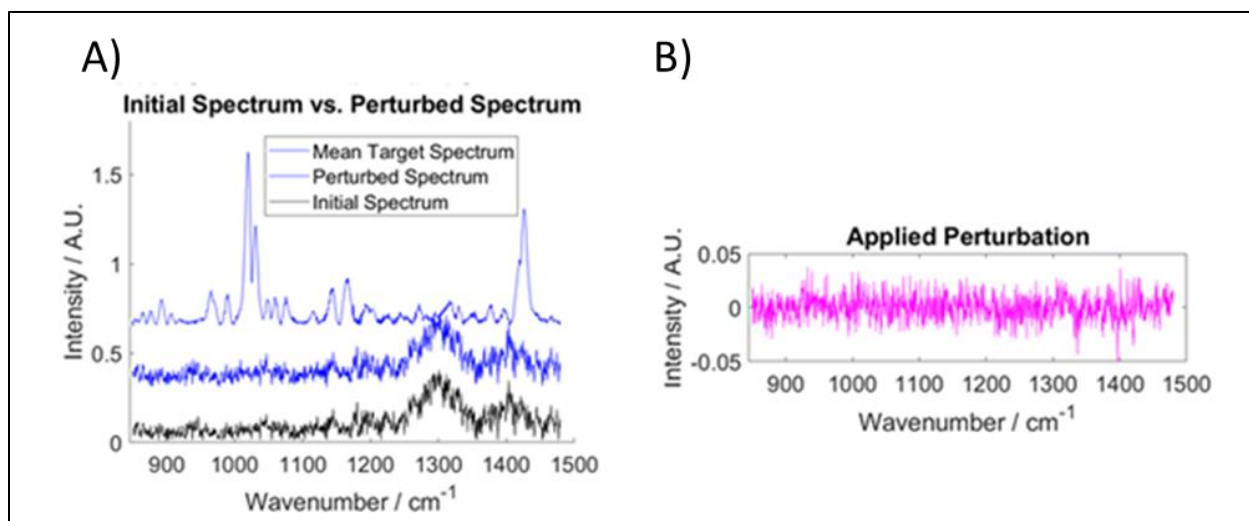 A)
Initial Spectrum vs. Perturbed Spectrum
Mean Target Spectrum
Perturbed Spectrum
Initial Spectrum
Intensity / A.U.
1.5
1
0.5
0
900 1000 1100 1200 1300 1400 1500
Wavenumber / cm-1
B)
Applied Perturbation
Intensity / A.U.
0.05
0
-0.05
900 1000 1100 1200 1300 1400 1500
Wavenumber / cm-1